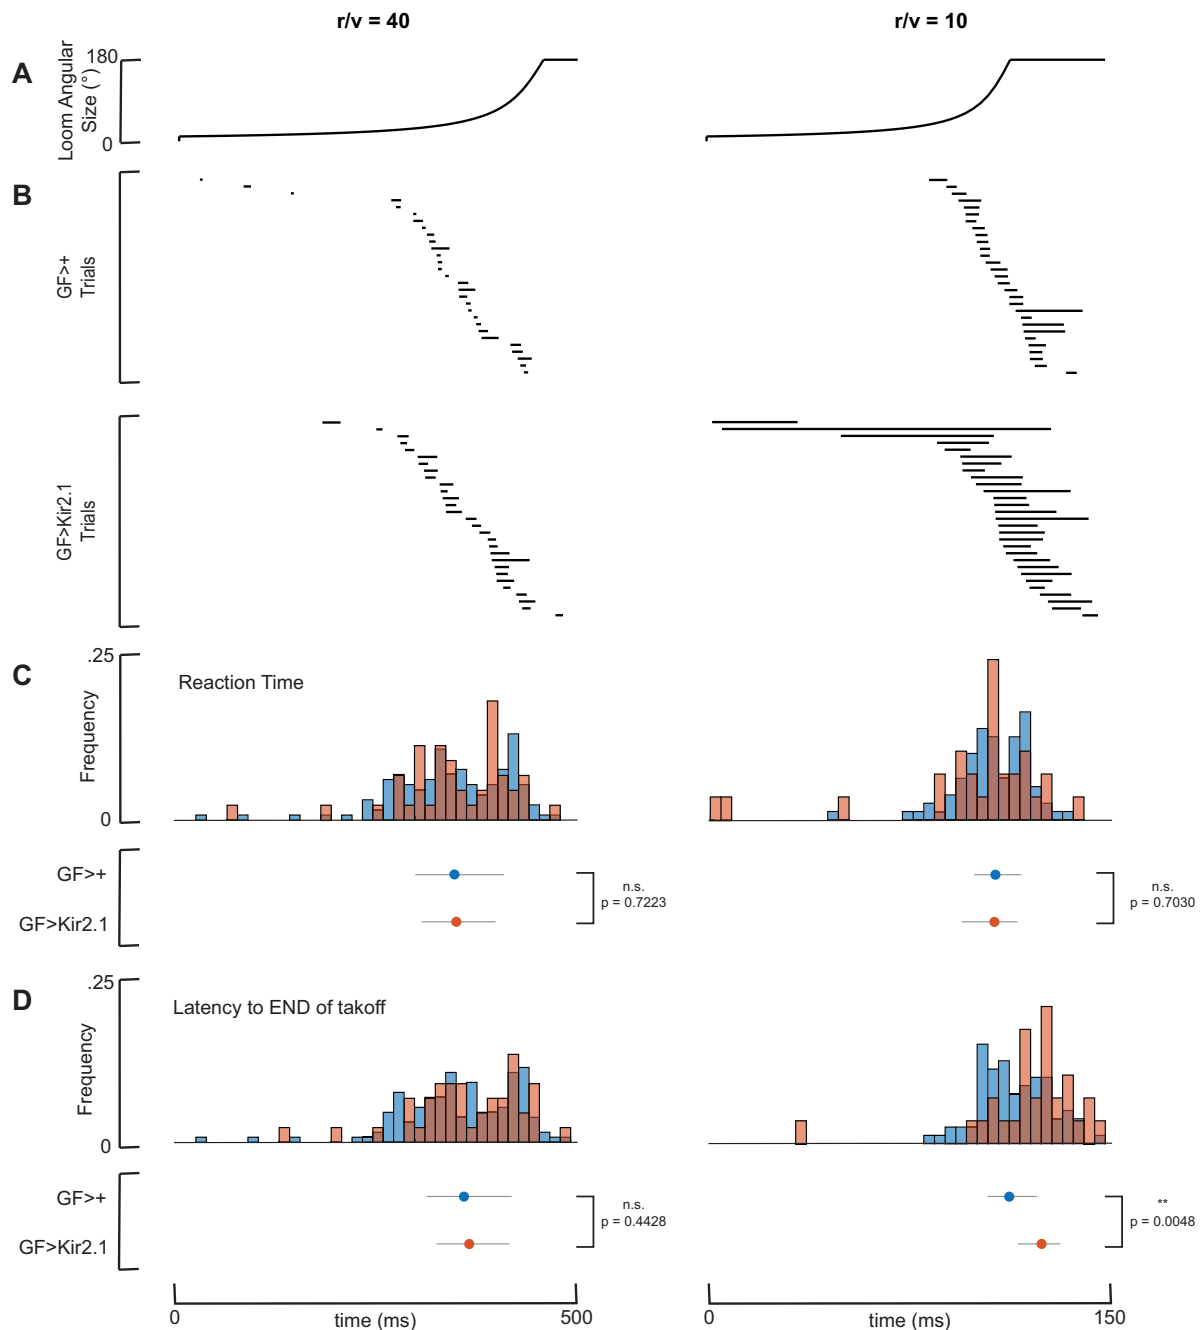 r/v = 40
r/v = 10
A
Loom Angular
Size (°)
180
0
B
GF>+
Trials
GF>Kir2.1
Trials
C
Frequency
.25
0
Reaction Time
GF>+
GF>Kir2.1
n.s.
p = 0.7223
n.s.
p = 0.7030
D
Frequency
.25
0
Latency to END of takoff
GF>+
GF>Kir2.1
n.s.
p = 0.4428
**
p = 0.0048
0
time (ms)
500
0
time (ms)
150